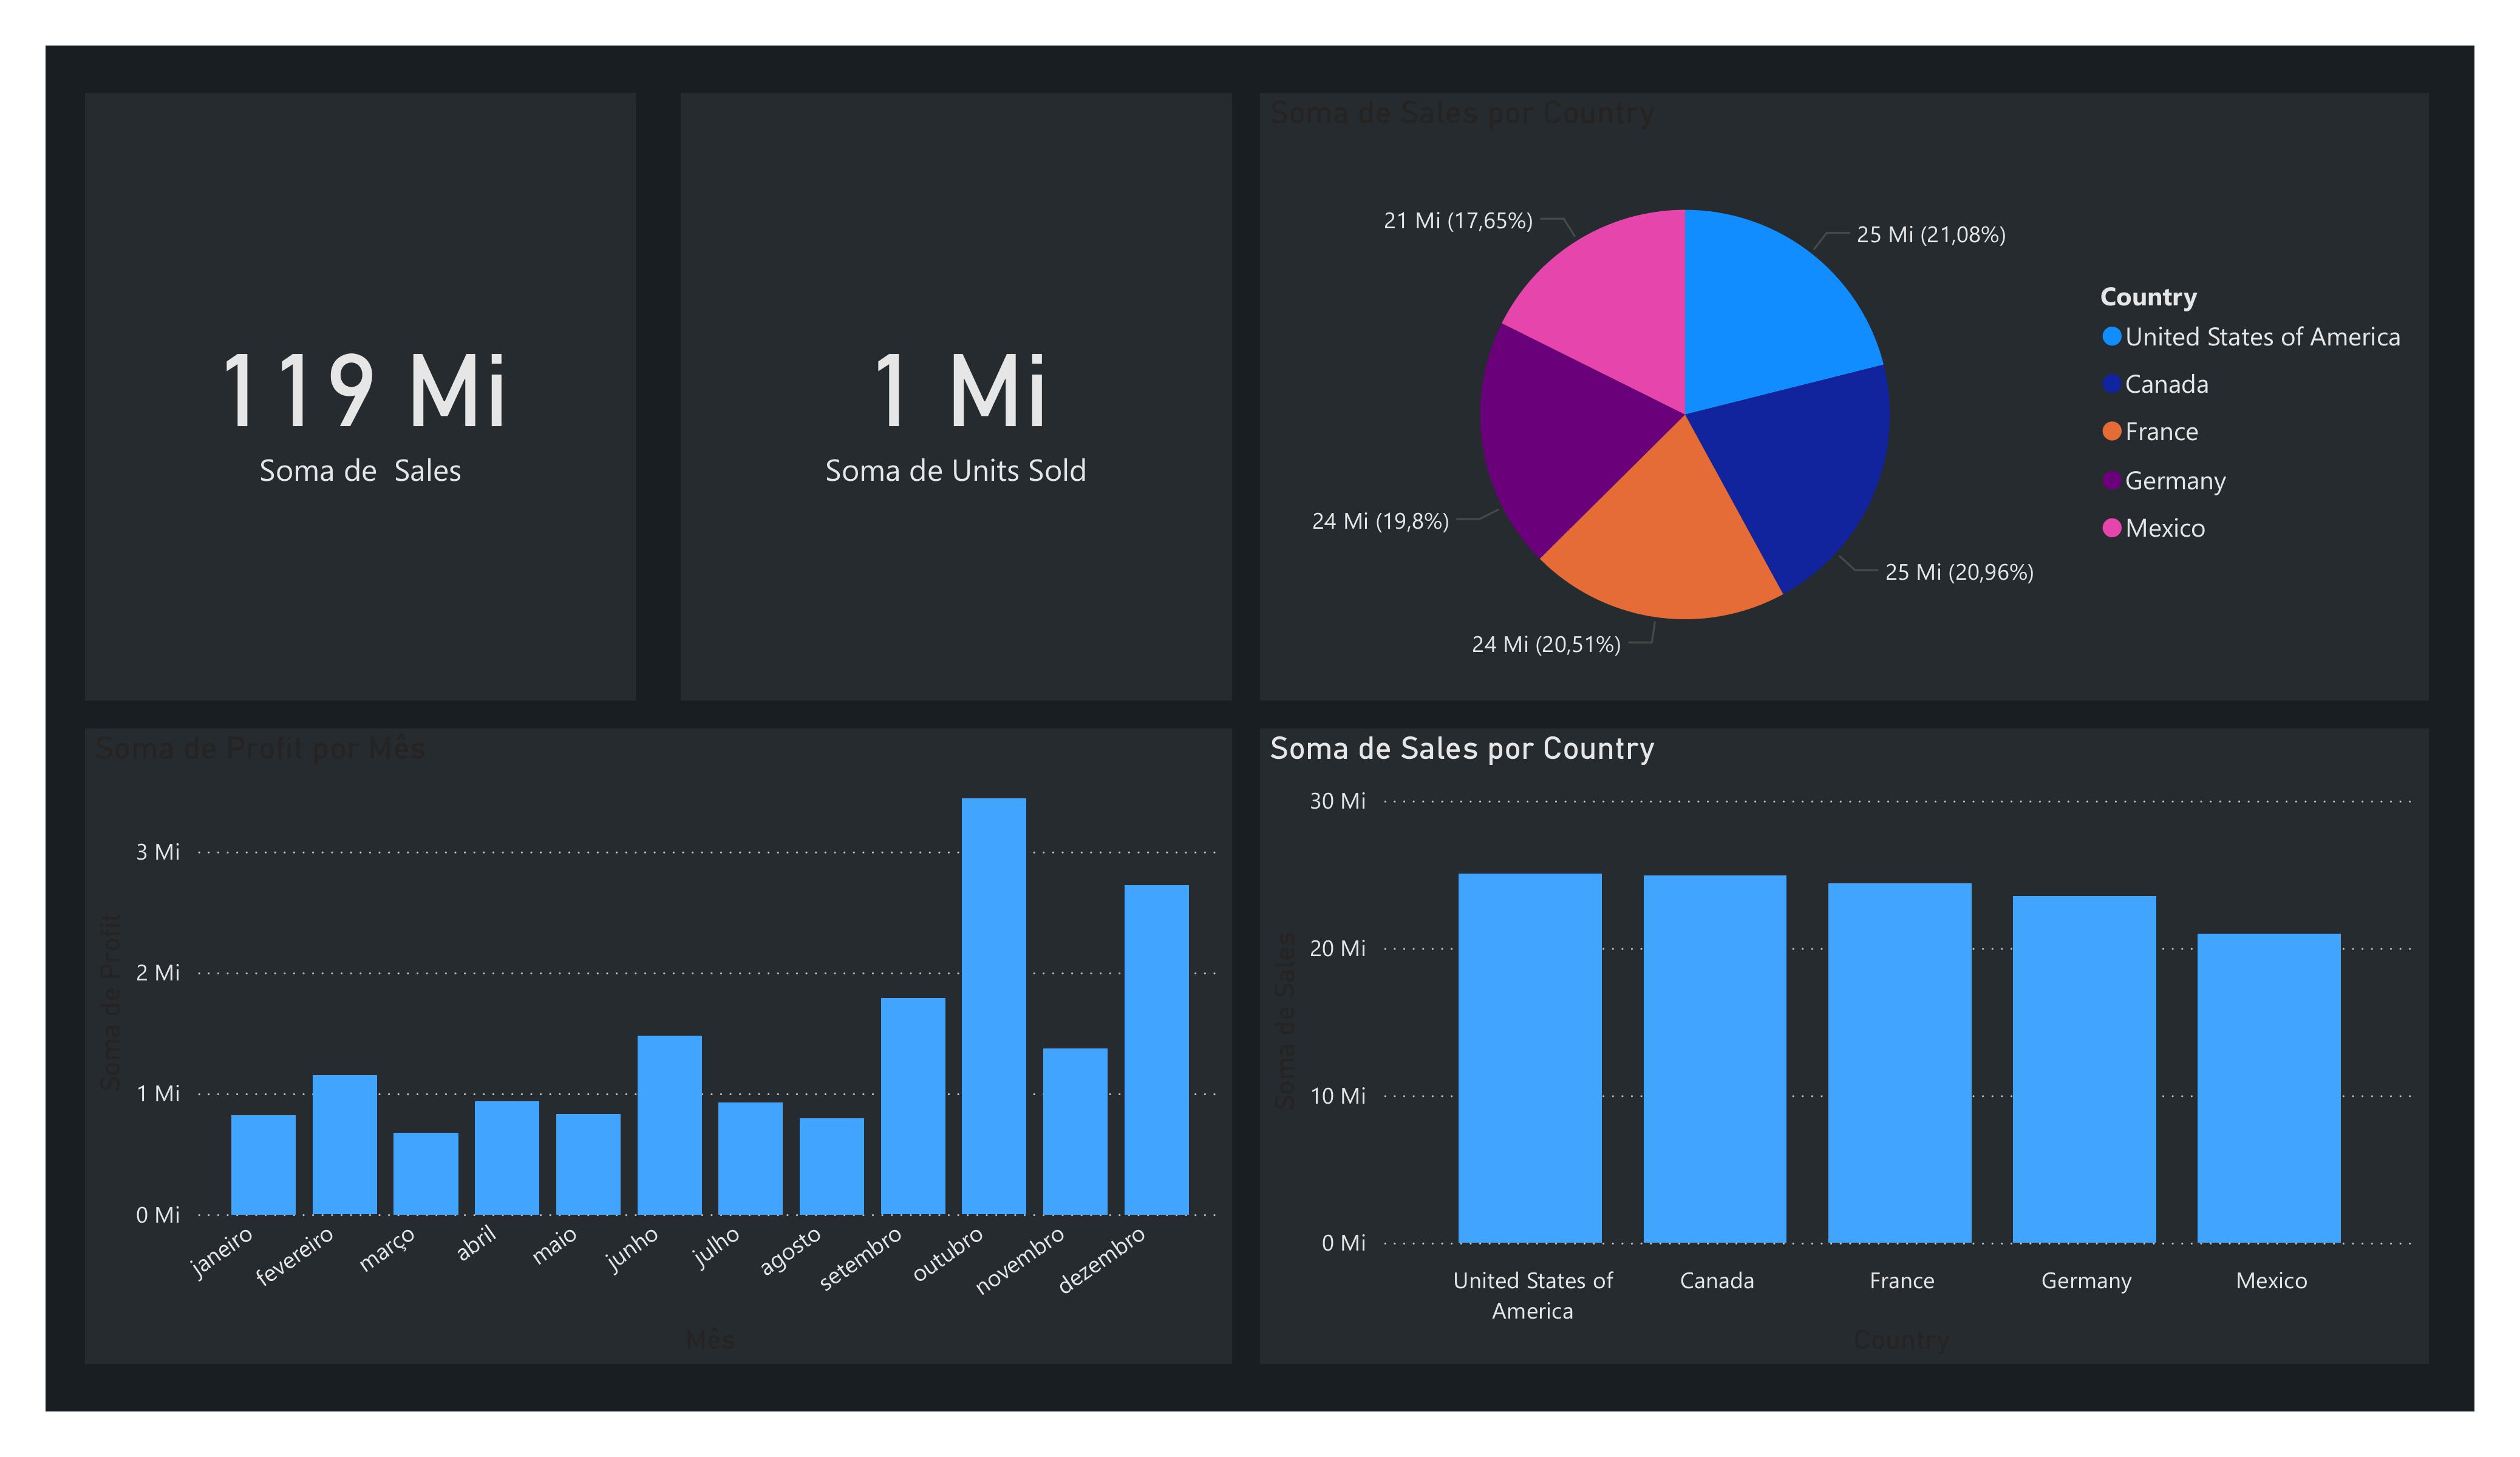 119 Mi
Soma de  Sales
1 Mi
Soma de Units Sold
Soma de Sales por Country
21 Mi (17,65%)
25 Mi (21,08%)
24 Mi (19,8%)
25 Mi (20,96%)
24 Mi (20,51%)
Country
United States of America
Canada
France
Germany
Mexico
Soma de Profit por Mês
Soma de Profit
3 Mi
2 Mi
1 Mi
0 Mi
janeiro
fevereiro
março
abril
maio
junho
julho
agosto
setembro
outubro
novembro
dezembro
Mês
Soma de Sales por Country
Soma de Sales
30 Mi
20 Mi
10 Mi
0 Mi
United States of
America
Canada
France
Germany
Mexico
Country